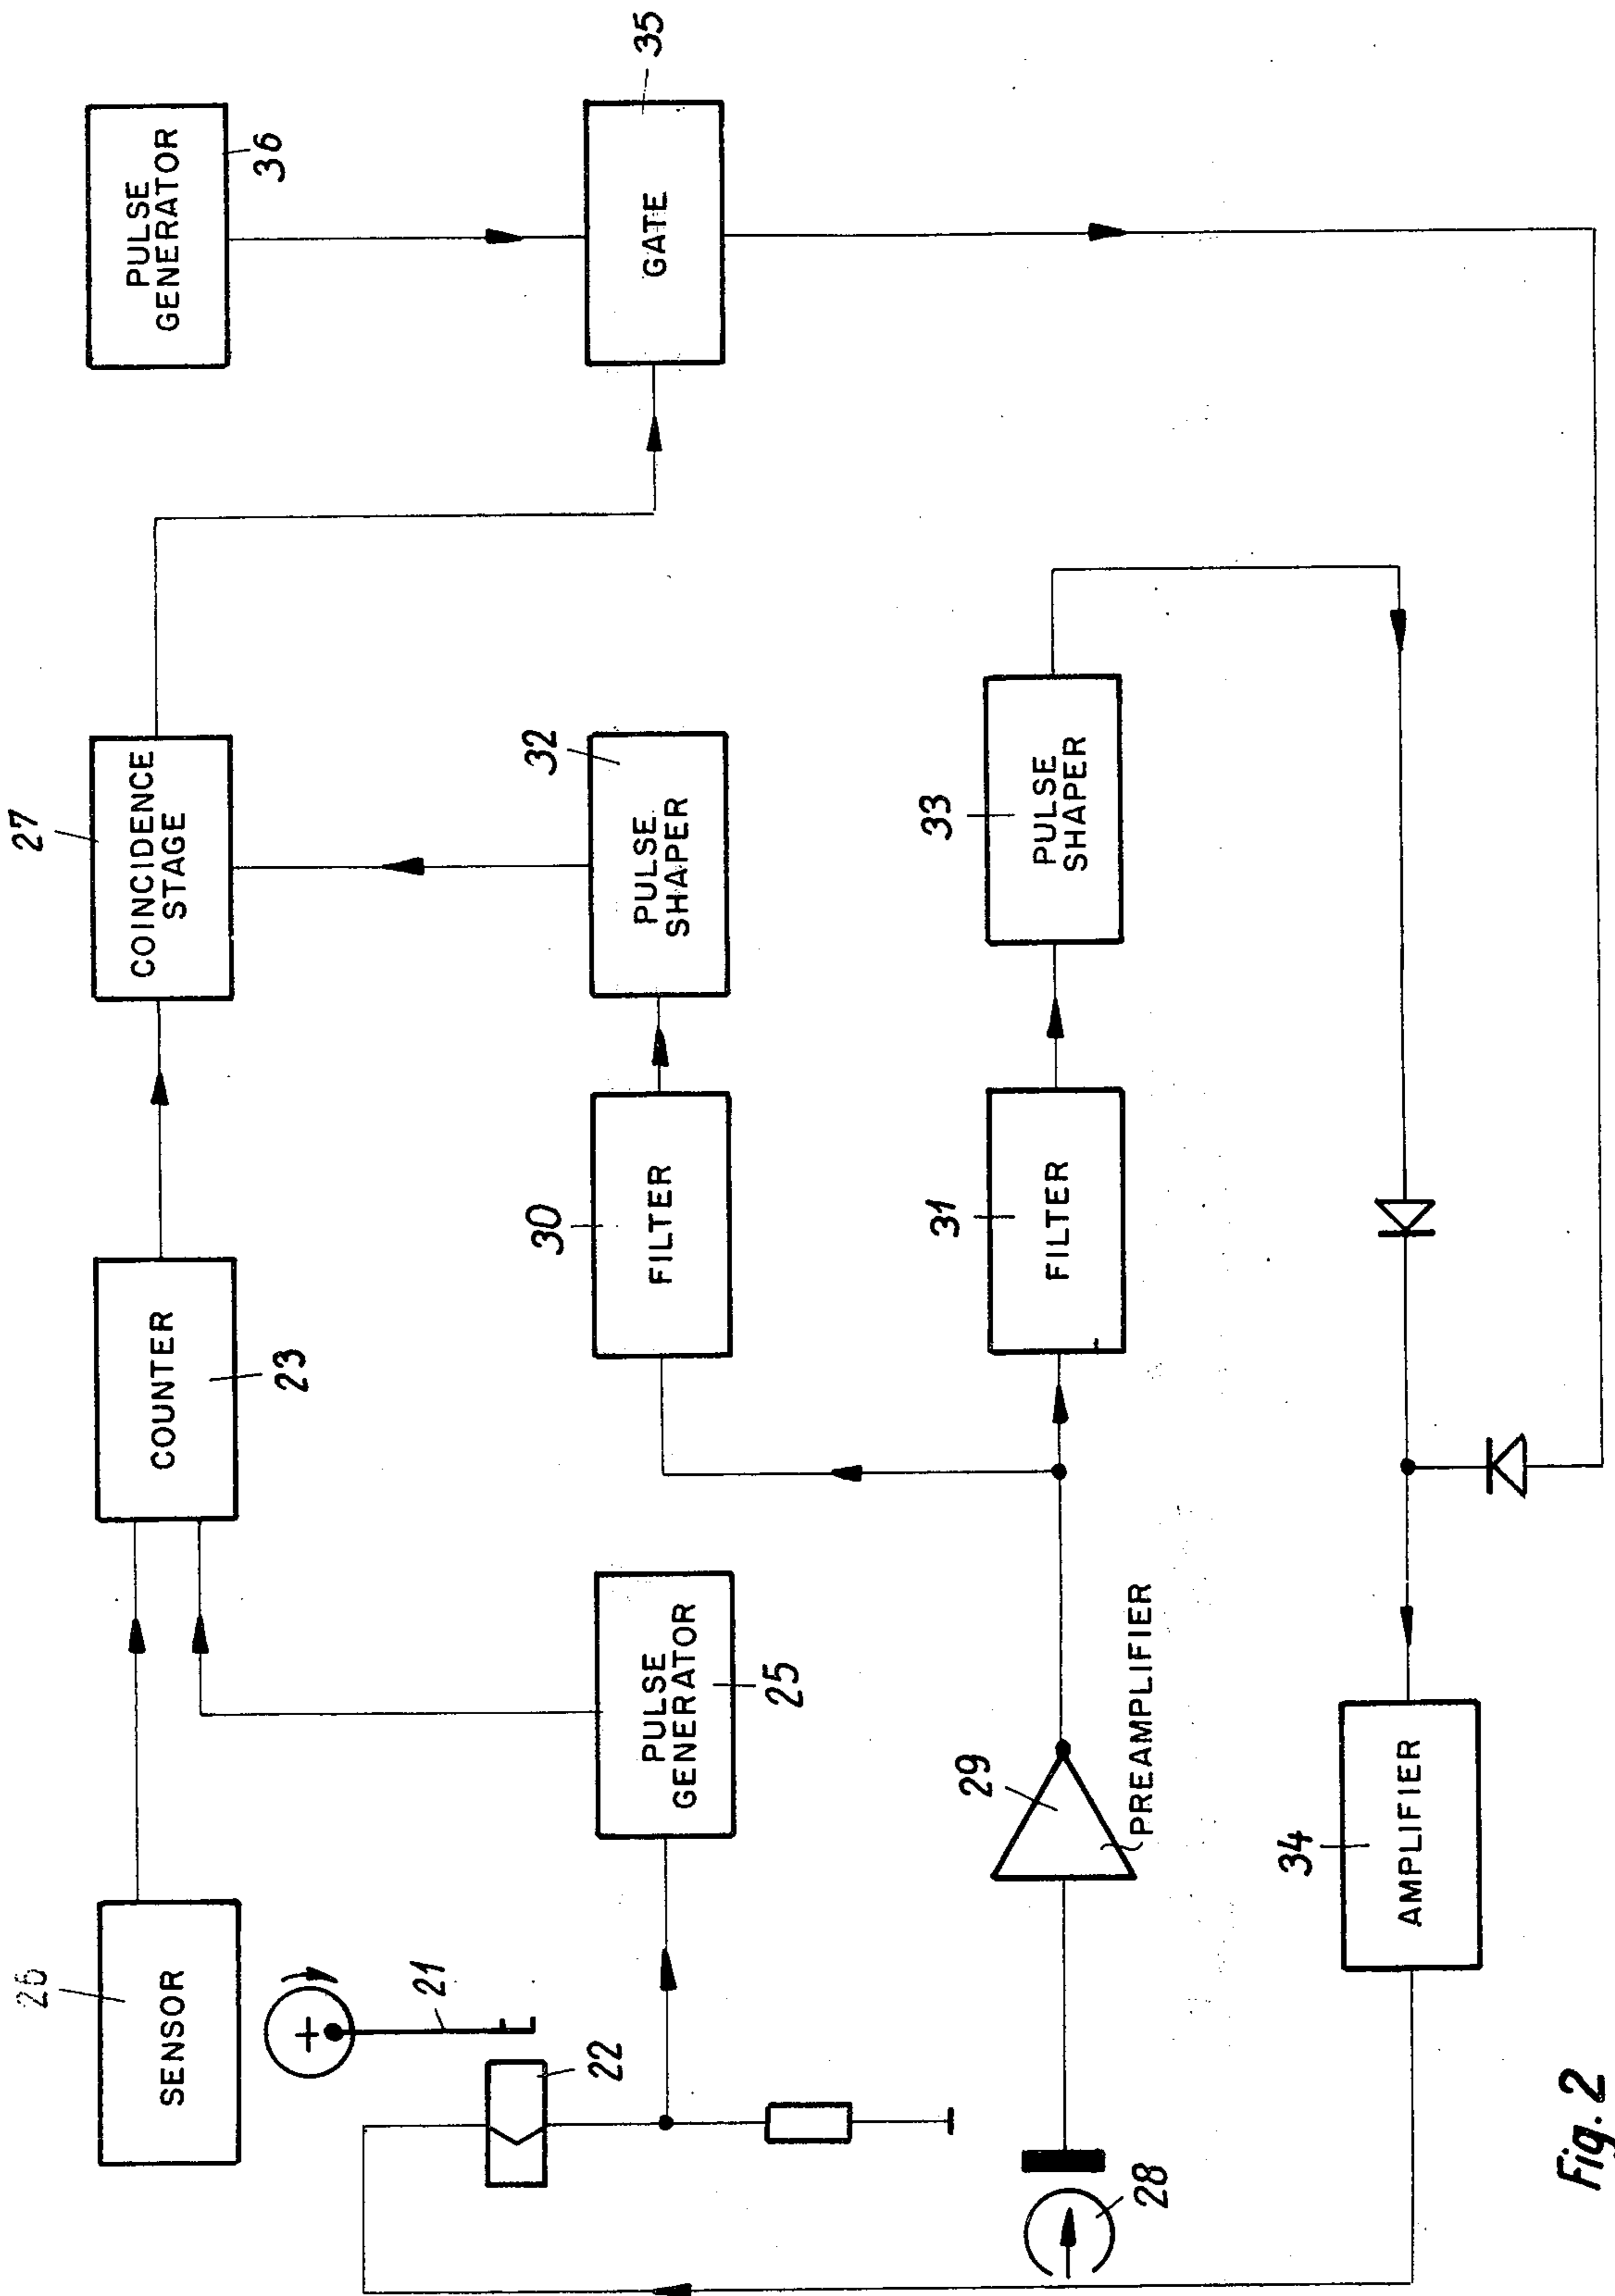 26
SENSOR
COUNTER
23
27
COINCIDENCE
STAGE
PULSE
GENERATOR
36
21
22
PULSE
GENERATOR
25
30
FILTER
32
PULSE
SHAPER
GATE
35
28
29
PREAMPLIFIER
31
FILTER
33
PULSE
SHAPER
34
AMPLIFIER
Fig. 2